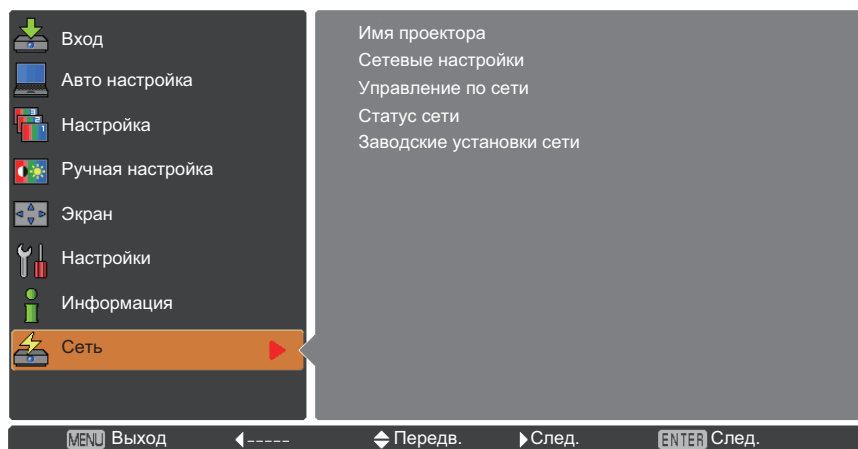 Вход
Авто настройка
Настройка
Ручная настройка
Экран
Настройки
Информация
Сеть
Имя проектора
Сетевые настройки
Управление по сети
Статус сети
Заводские установки сети
MENU Выход ----- Передв. След. ENTER След.